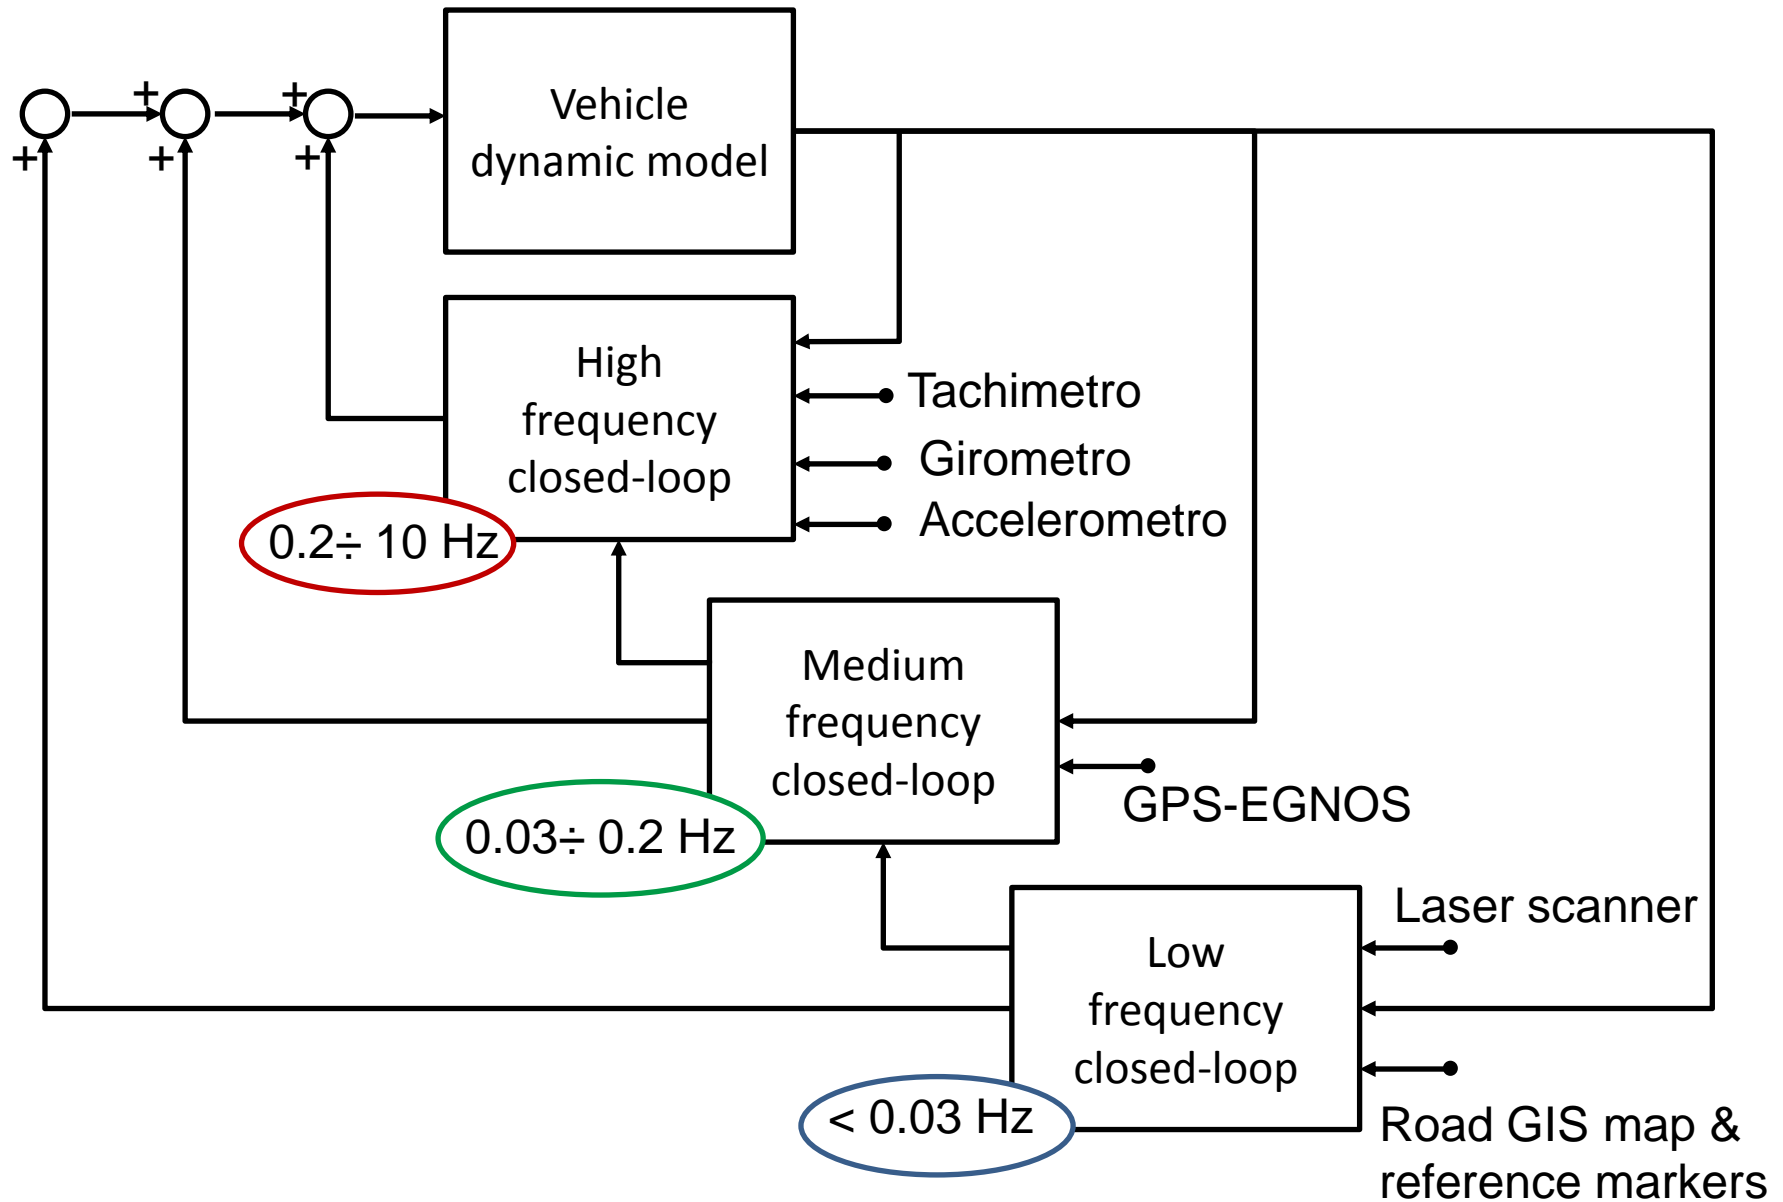 Vehicle
dynamic model
+
+
+
+
+
High
frequency
closed-loop
Tachimetro
Girometro
Accelerometro
0.2÷ 10 Hz
Medium
frequency
closed-loop
GPS-EGNOS
0.03÷ 0.2 Hz
Laser scanner
Low
frequency
closed-loop
< 0.03 Hz
Road GIS map &
reference markers